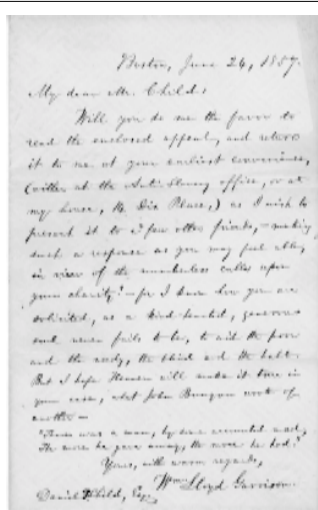 Boston, June 24, 1857.
My dear Mr. Child:
Will you do me the favor to
read the enclosed appeal, and return
it to me at your earliest convenience,
(either at the Anti-Slavery office, or at
my house, 14 Dix Place,) as I wish to
present it to a few other friends, — making
such a response as you may feel able,
in view of the numberless calls upon
your charity? — for I know how you are
solicited, as a kind-hearted, generous
soul never fails to be, to aid the poor
and the needy, the blind and the halt.
But I hope Heaven will make it true in
your case, what John Bunyan wrote of
another —
"There was a man, by some accounted mad,
The more he gave away, the more he had."
Yours, with warm regards,
Wm. Lloyd Garrison.
Daniel F. Child, Esq.